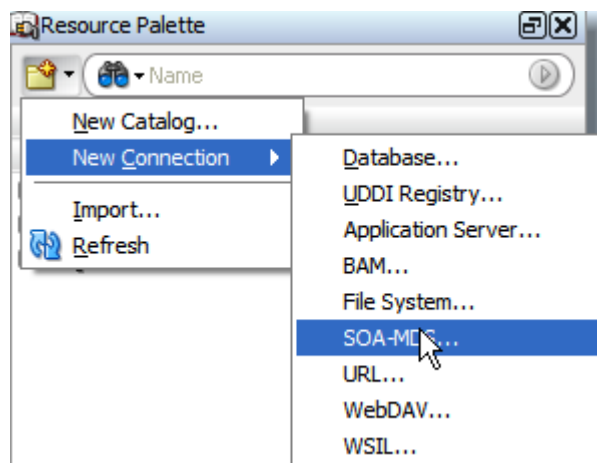 Resource Palette
Name
New Catalog...
New Connection
Import...
Refresh
Database...
UDDI Registry...
Application Server...
BAM...
File System...
SOA-MDS...
URL...
WebDAV...
WSIL...